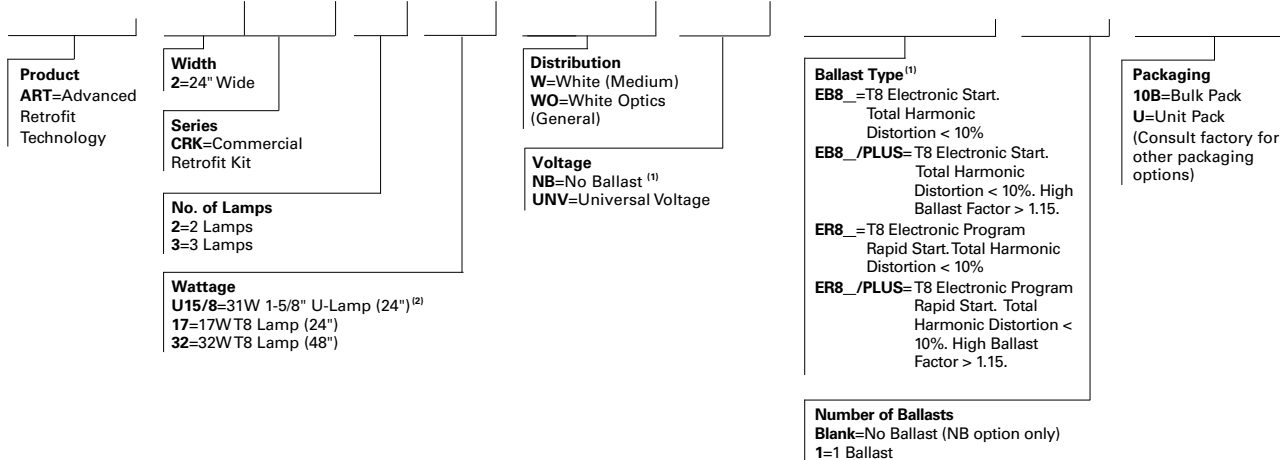 Product
ART=Advanced
Retrofit
Technology
Width
2=24" Wide
Series
CRK=Commercial
Retrofit Kit
No. of Lamps
2=2 Lamps
3=3 Lamps
Wattage
U15/8=31W 1-5/8" U-Lamp (24") (2)
17=17W T8 Lamp (24")
32=32W T8 Lamp (48")
Distribution
W=White (Medium)
WO=White Optics
(General)
Voltage
NB=No Ballast (1)
UNV=Universal Voltage
Ballast Type (1)
EB8_=T8 Electronic Start.
Total Harmonic
Distortion < 10%
EB8_/PLUS=T8 Electronic Start.
Total Harmonic
Distortion < 10%. High
Ballast Factor > 1.15.
ER8_=T8 Electronic Program
Rapid Start. Total Harmonic
Distortion < 10%
ER8_/PLUS=T8 Electronic Program
Rapid Start. Total
Harmonic Distortion <
10%. High Ballast
Factor > 1.15.
Number of Ballasts
Blank=No Ballast (NB option only)
1=1 Ballast
Packaging
10B=Bulk Pack
U=Unit Pack
(Consult factory for
other packaging
options)